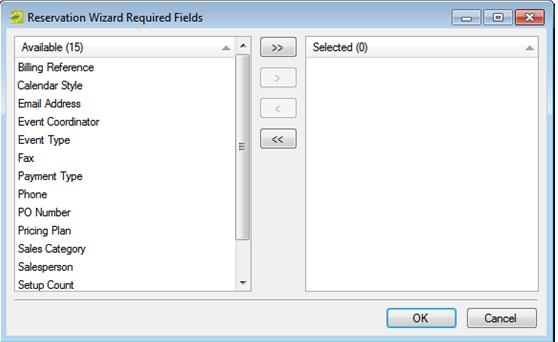 Reservation Wizard Required Fields
Available (15)
Billing Reference
Calendar Style
Email Address
Event Coordinator
Event Type
Fax
Payment Type
Phone
PO Number
Pricing Plan
Sales Category
Salesperson
Setup Count
>>
>
<
<<
Selected (0)
OK
Cancel